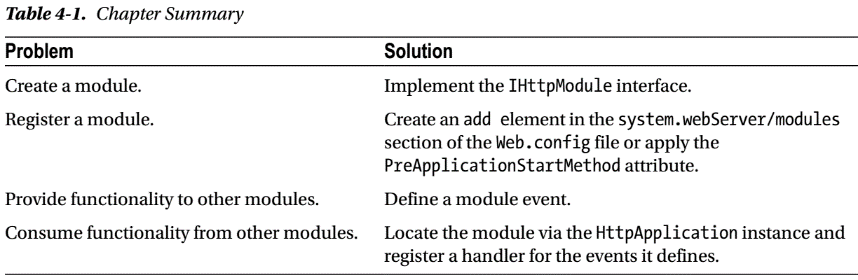 Table 4-1. Chapter Summary
Problem Solution
Create a module. Implement the IHttpModule interface.
Register a module. Create an add element in the system.webServer/modules
section of the Web.config file or apply the
PreApplicationStartMethod attribute.
Provide functionality to other modules. Define a module event.
Consume functionality from other modules. Locate the module via the HttpApplication instance and
register a handler for the events it defines.